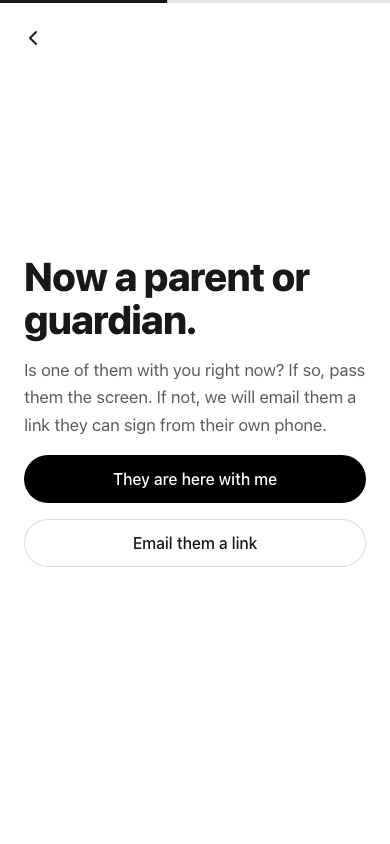 Now a parent or
guardian.
Is one of them with you right now? If so, pass
them the screen. If not, we will email them a
link they can sign from their own phone.
They are here with me
Email them a link